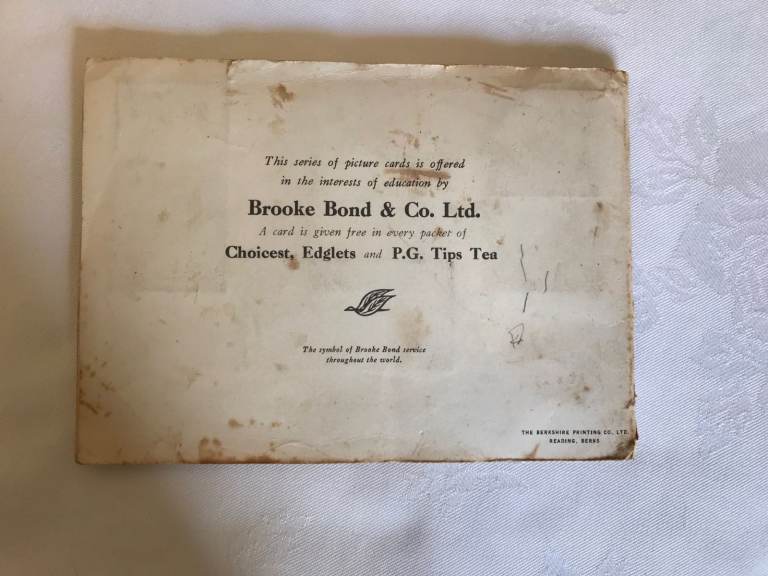 This series of picture cards is offered
in the interests of education by
Brooke Bond & Co. Ltd.
A card is given free in every packet of
Choicest, Edglets and P.G. Tips Tea
The symbol of Brooke Bond service
throughout the world.
THE BERKSHIRE PRINTING CO. LTD.
READING, BERKS